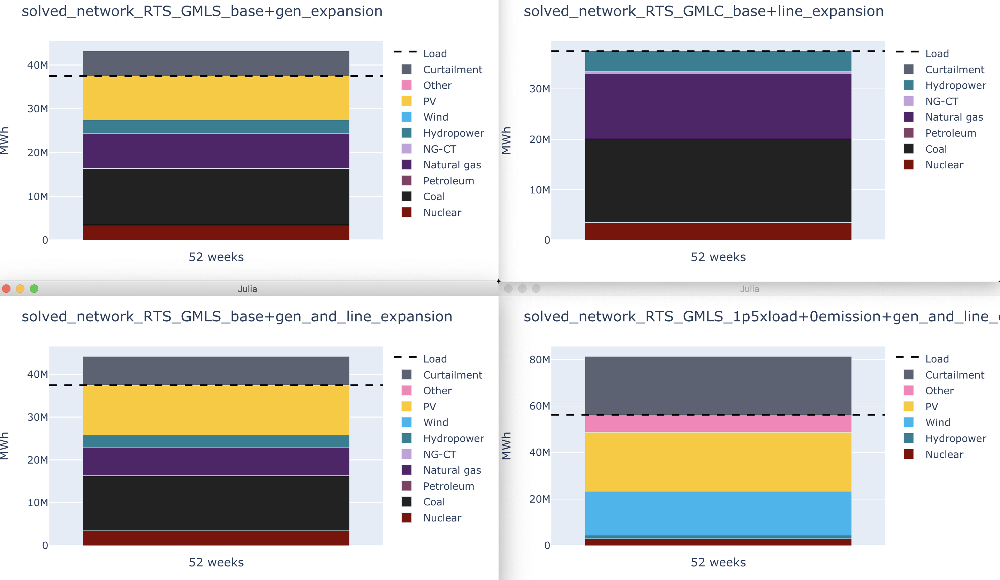 solved_network_RTS_GMLS_base+gen_expansion
MWh
40M
30M
20M
10M
0
52 weeks
Load
Curtailment
Other
PV
Wind
Hydropower
NG-CT
Natural gas
Petroleum
Coal
Nuclear
solved_network_RTS_GMLC_base+line_expansion
MWh
30M
20M
10M
0
52 weeks
Load
Curtailment
Hydropower
NG-CT
Natural gas
Petroleum
Coal
Nuclear
Julia
solved_network_RTS_GMLS_base+gen_and_line_expansion
MWh
40M
30M
20M
10M
0
52 weeks
Load
Curtailment
Other
PV
Wind
Hydropower
NG-CT
Natural gas
Petroleum
Coal
Nuclear
Julia
solved_network_RTS_GMLS_1p5xload+0emission+gen_and_line_
MWh
80M
60M
40M
20M
0
52 weeks
Load
Curtailment
Other
PV
Wind
Hydropower
Nuclear